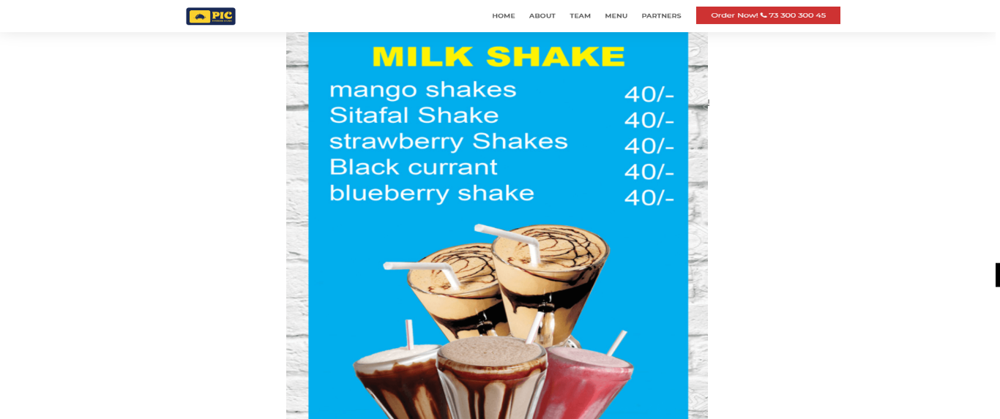 PIC
HOME ABOUT TEAM MENU PARTNERS Order Now! 73 300 300 45
MILK SHAKE
mango shakes 40/-
Sitafal Shake 40/-
strawberry Shakes 40/-
Black currant 40/-
blueberry shake 40/-